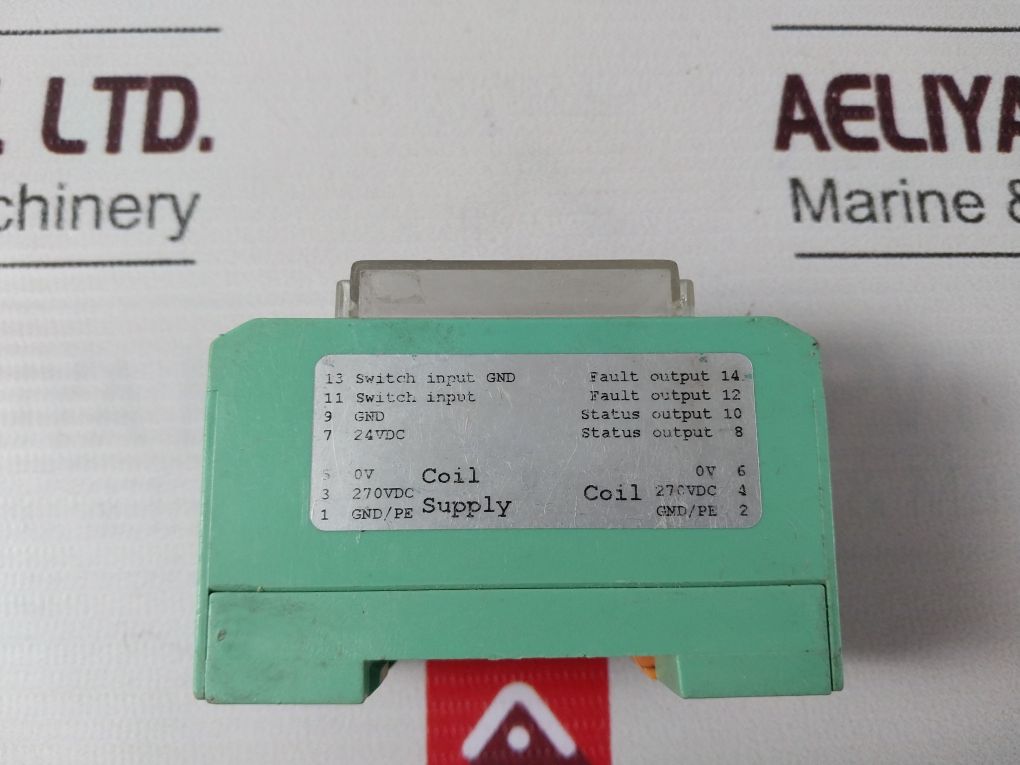 . LTD.
chinery
AELIYA
Marine &
13 Switch input GND Fault output 14
11 Switch input Fault output 12
9 GND Status output 10
7 24VDC Status output 8
5 0V Coil 0V 6
3 270VDC Supply Coil 270VDC 4
1 GND/PE GND/PE 2